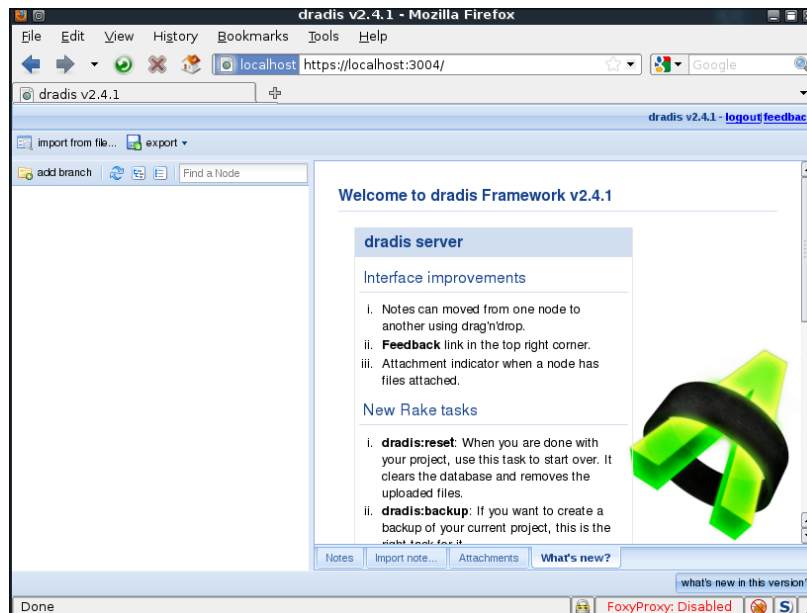 dradis v2.4.1 - Mozilla Firefox
File Edit View History Bookmarks Tools Help
localhost https://localhost:3004/ Google
dradis v2.4.1
dradis v2.4.1 - logout feedbac
import from file... export
add branch Find a Node
Welcome to dradis Framework v2.4.1
dradis server
Interface improvements
i. Notes can moved from one node to
another using drag'n'drop.
ii. Feedback link in the top right corner.
iii. Attachment indicator when a node has
files attached.
New Rake tasks
i. dradis:reset: When you are done with
your project, use this task to start over. It
clears the database and removes the
uploaded files.
ii. dradis:backup: If you want to create a
backup of your current project, this is the
right task for it
Notes Import note... Attachments What's new?
what's new in this version?
Done FoxyProxy: Disabled S